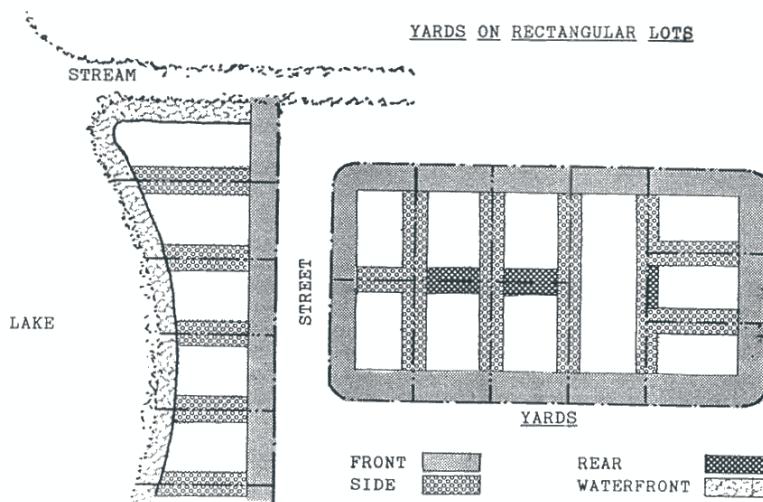 YARDS ON RECTANGULAR LOTS
STREAM
LAKE
STREET
YARDS
FRONT
REAR
SIDE
WATERFRONT